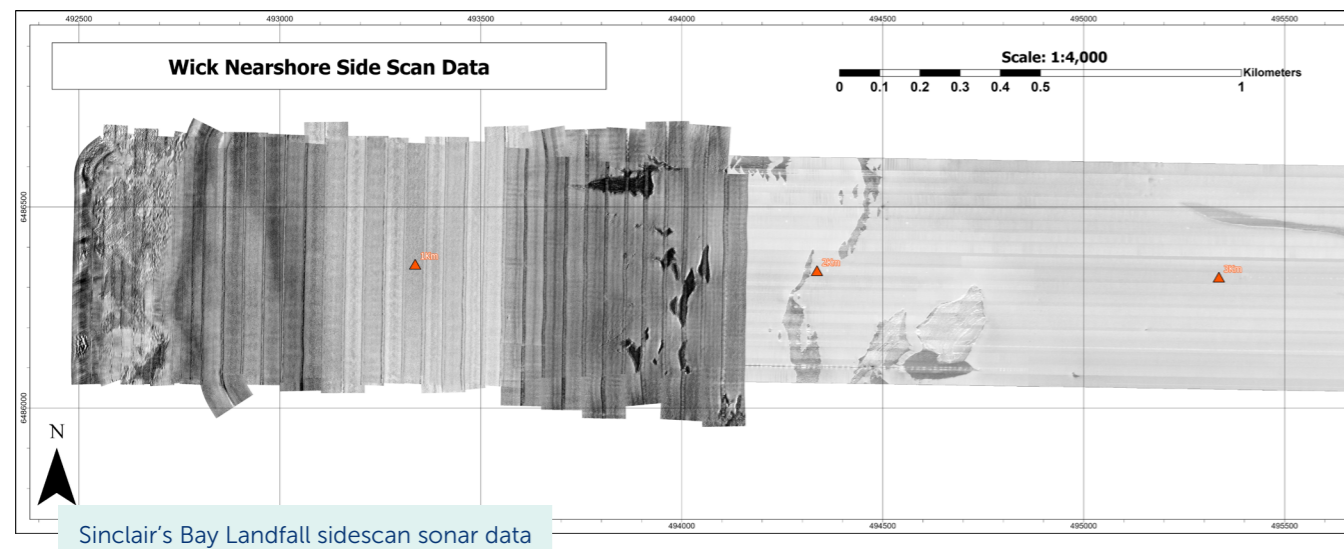 492500 493000 493500 494000 494500 495000 495500
Wick Nearshore Side Scan Data
Scale: 1:4,000
Kilometers
0 0.1 0.2 0.3 0.4 0.5 1
6486500
1Km
6486000
N
494000 494500 495000 495500
Sinclair's Bay Landfall sidescan sonar data